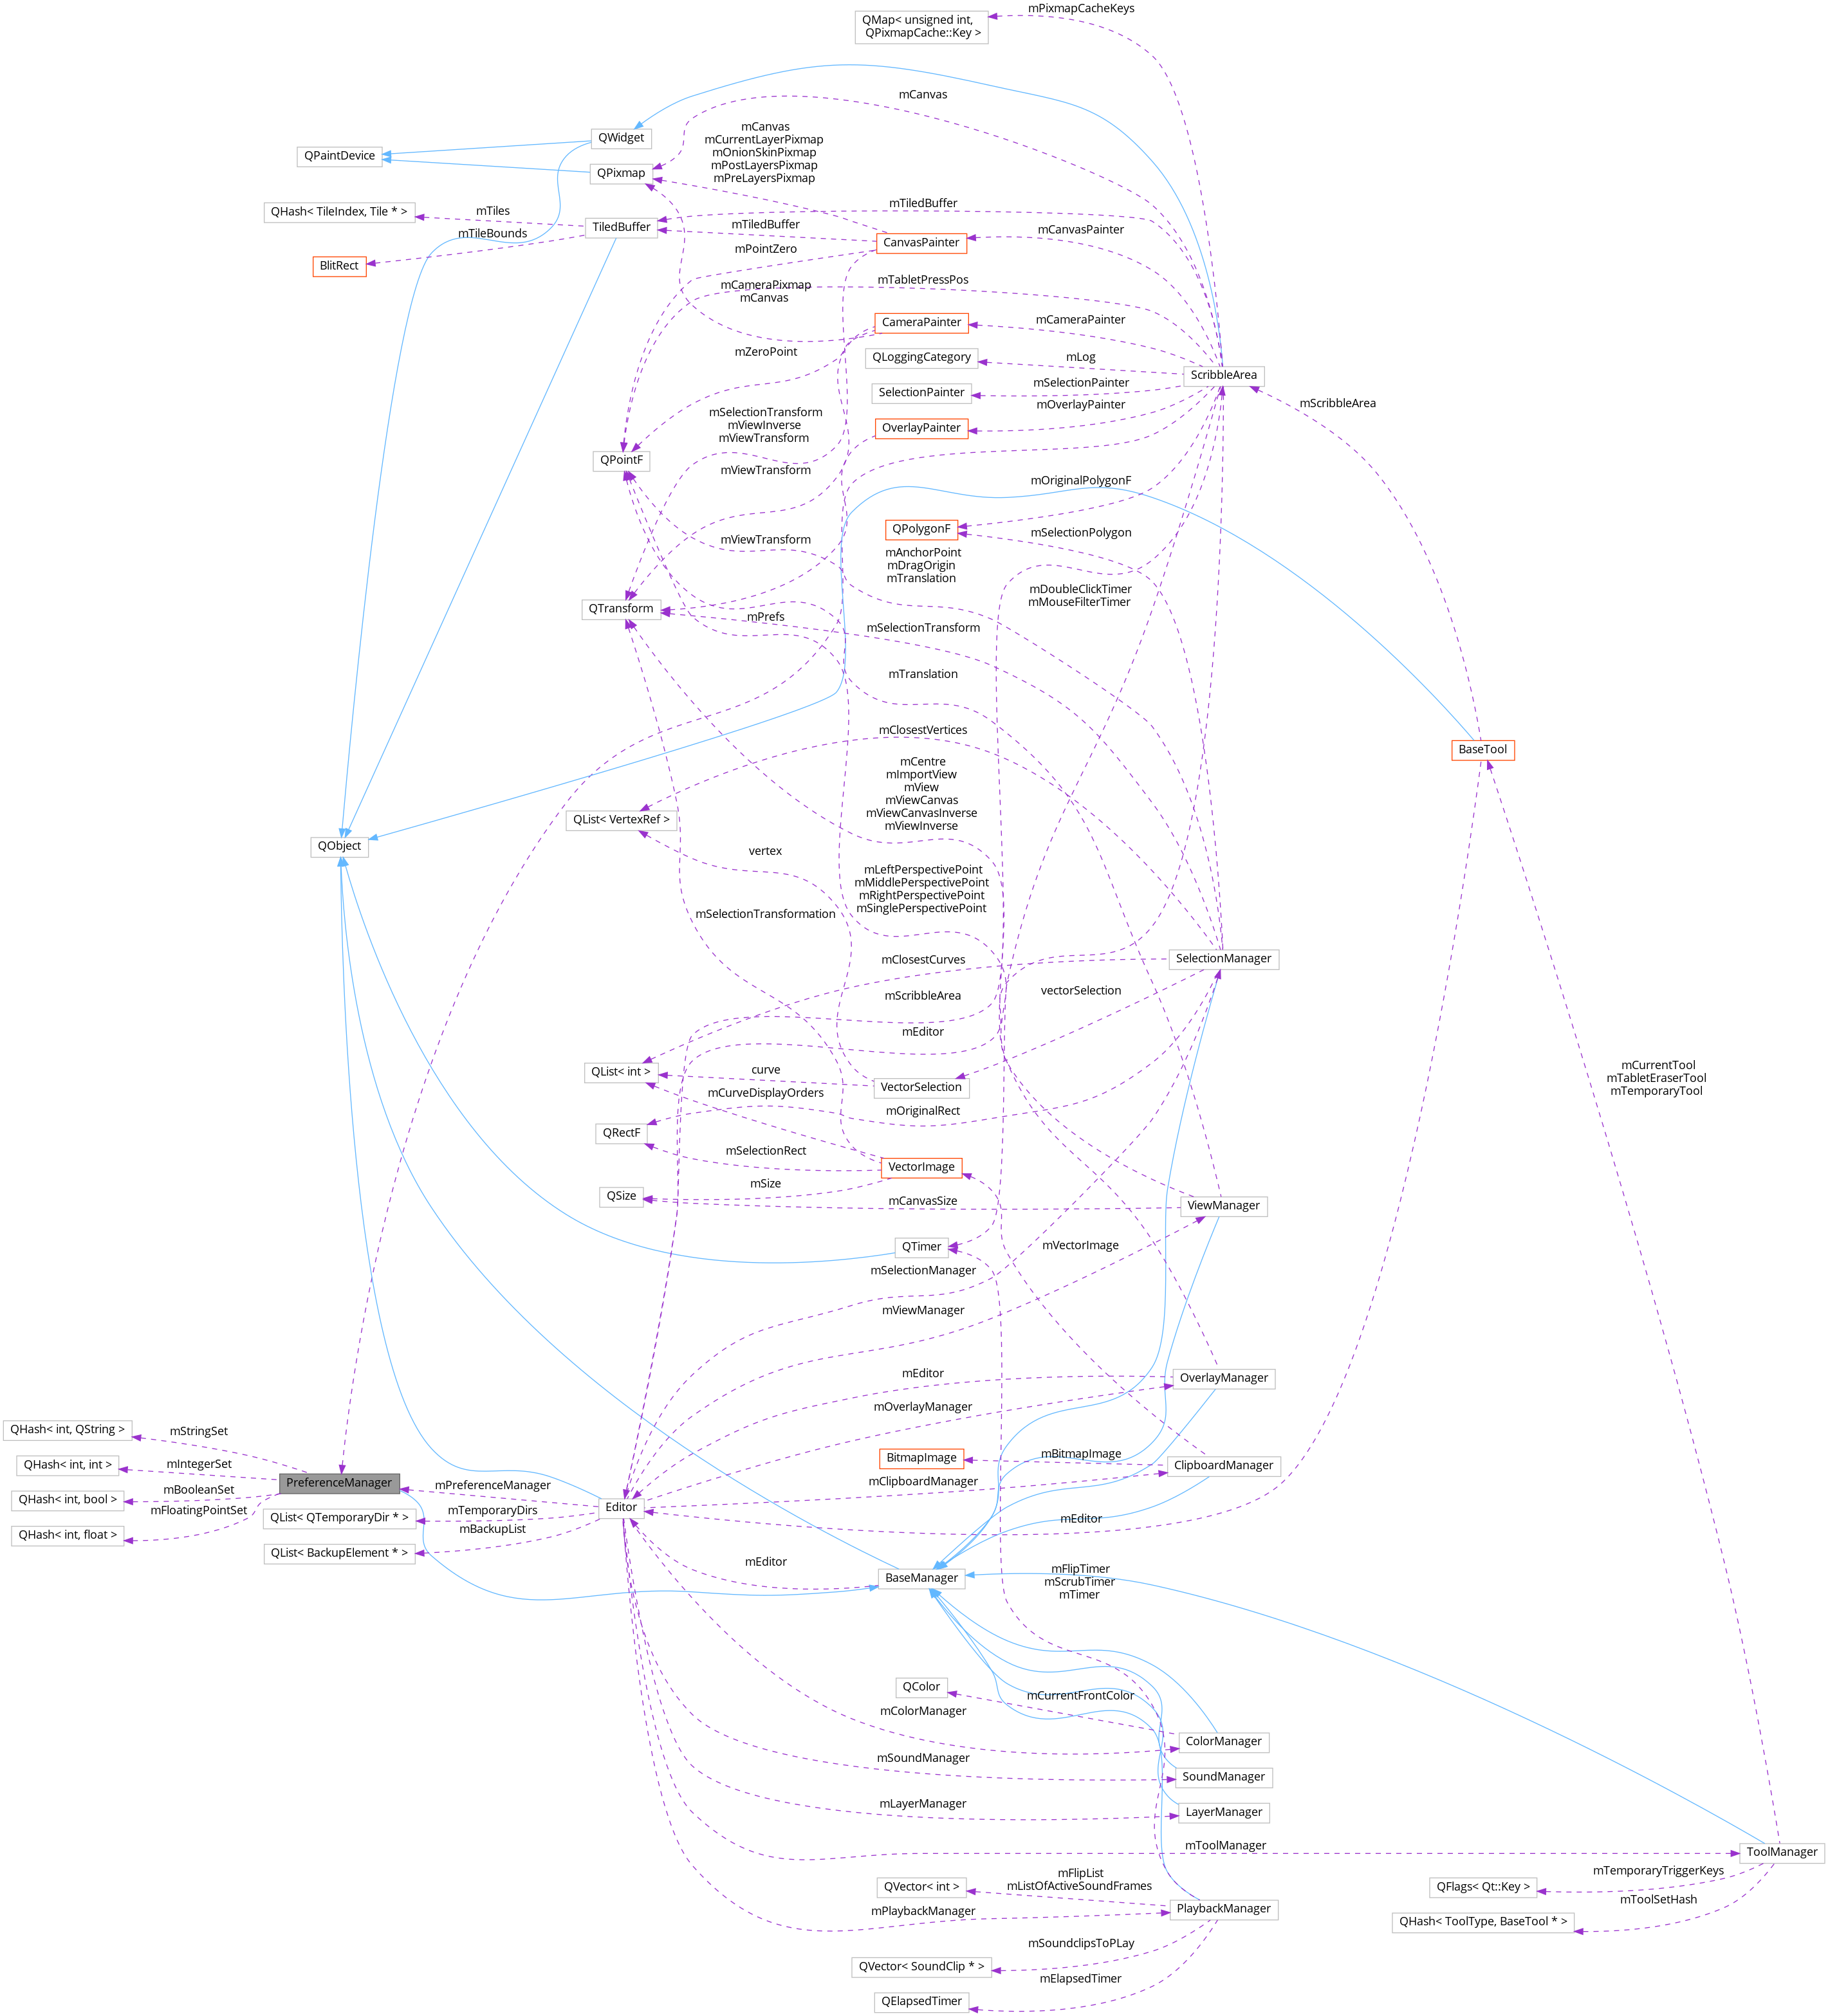 mPixmapCacheKeys
QMap< unsigned int,
QPixmapCache::Key >
mCanvas
QWidget
QPaintDevice
QPixmap
mCanvas
mCurrentLayerPixmap
mOnionSkinPixmap
mPostLayersPixmap
mPreLayersPixmap
QHash< TileIndex, Tile * >
mTiles
mTileBounds
TiledBuffer
mTiledBuffer
mTiledBuffer
mPointZero
CanvasPainter
mCanvasPainter
BlitRect
mCameraPixmap
mCanvas
mTabletPressPos
CameraPainter
mCameraPainter
mZeroPoint
QLoggingCategory
mLog
ScribbleArea
SelectionPainter
mSelectionPainter
mScribbleArea
mSelectionTransform
mViewInverse
mViewTransform
OverlayPainter
mOverlayPainter
QPointF
mViewTransform
mOriginalPolygonF
QPolygonF
mSelectionPolygon
mViewTransform
mAnchorPoint
mDragOrigin
mTranslation
mDoubleClickTimer
mMouseFilterTimer
QTransform
mPrefs
mSelectionTransform
mTranslation
mClosestVertices
BaseTool
mCentre
mImportView
mView
mViewCanvas
mViewCanvasInverse
mViewInverse
QList< VertexRef >
QObject
vertex
mLeftPerspectivePoint
mMiddlePerspectivePoint
mRightPerspectivePoint
mSinglePerspectivePoint
mSelectionTransformation
mClosestCurves
SelectionManager
mScribbleArea
vectorSelection
mEditor
QList< int >
curve
mCurveDisplayOrders
VectorSelection
mCurrentTool
mTabletEraserTool
mTemporaryTool
mOriginalRect
QRectF
mSelectionRect
VectorImage
mSize
QSize
mCanvasSize
ViewManager
QTimer
mVectorImage
mSelectionManager
mViewManager
mEditor
OverlayManager
mOverlayManager
QHash< int, QString >
mStringSet
QHash< int, int >
mIntegerSet
PreferenceManager
mPreferenceManager
BitmapImage
mBitmapImage
ClipboardManager
mClipboardManager
QHash< int, bool >
mBooleanSet
mFloatingPointSet
QHash< int, float >
QList< QTemporaryDir * >
mTemporaryDirs
mBackupList
Editor
mEditor
QList< BackupElement * >
mEditor
BaseManager
mFlipTimer
mScrubTimer
mTimer
QColor
mCurrentFrontColor
mColorManager
ColorManager
mSoundManager
SoundManager
mLayerManager
LayerManager
mToolManager
ToolManager
mFlipList
mListOfActiveSoundFrames
QVector< int >
mTemporaryTriggerKeys
QFlags< Qt::Key >
mToolSetHash
QHash< ToolType, BaseTool * >
mPlaybackManager
PlaybackManager
mSoundclipsToPLay
QVector< SoundClip * >
mElapsedTimer
QElapsedTimer